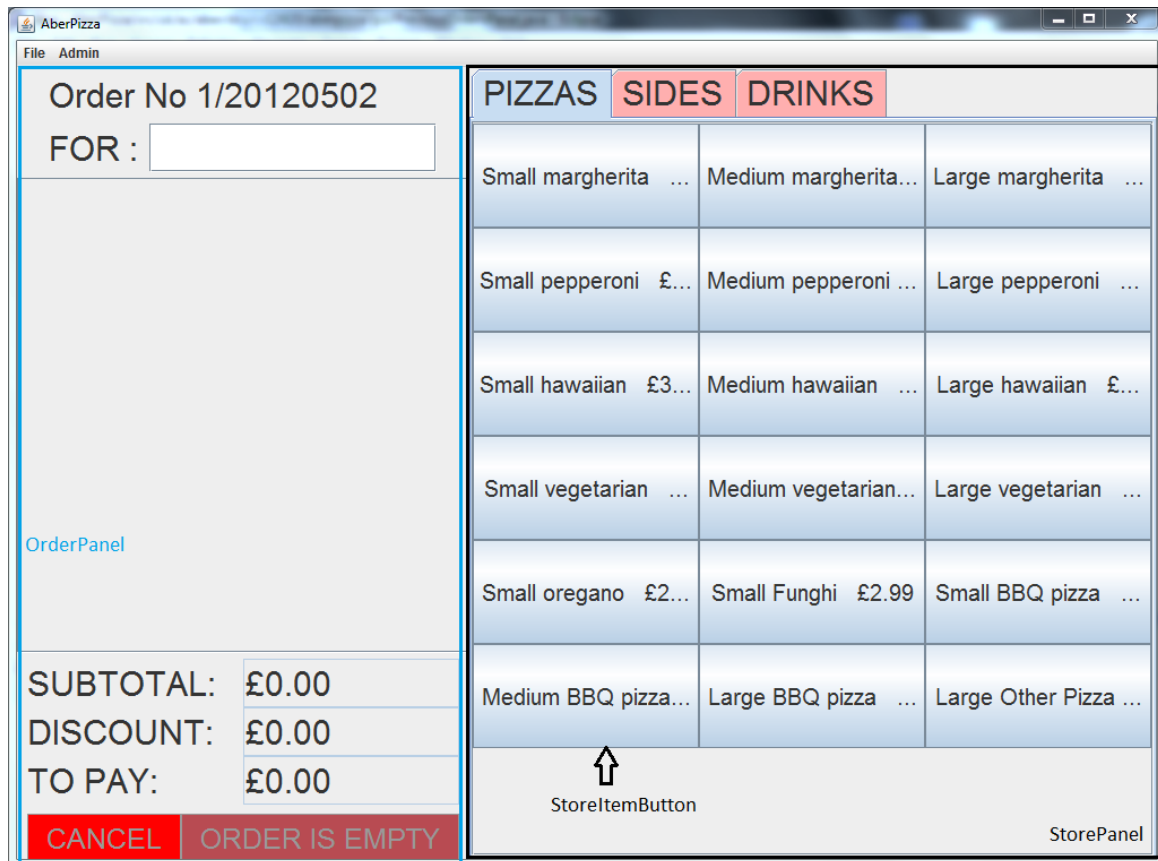 AberPizza
File Admin
Order No 1/20120502
FOR :
OrderPanel
SUBTOTAL: £0.00
DISCOUNT: £0.00
TO PAY: £0.00
CANCEL ORDER IS EMPTY
PIZZAS SIDES DRINKS
Small margherita ... Medium margherita... Large margherita ...
Small pepperoni £... Medium pepperoni ... Large pepperoni ...
Small hawaiian £3... Medium hawaiian ... Large hawaiian £...
Small vegetarian ... Medium vegetarian... Large vegetarian ...
Small oregano £2... Small Funghi £2.99 Small BBQ pizza ...
Medium BBQ pizza... Large BBQ pizza ... Large Other Pizza ...
StoreItemButton
StorePanel